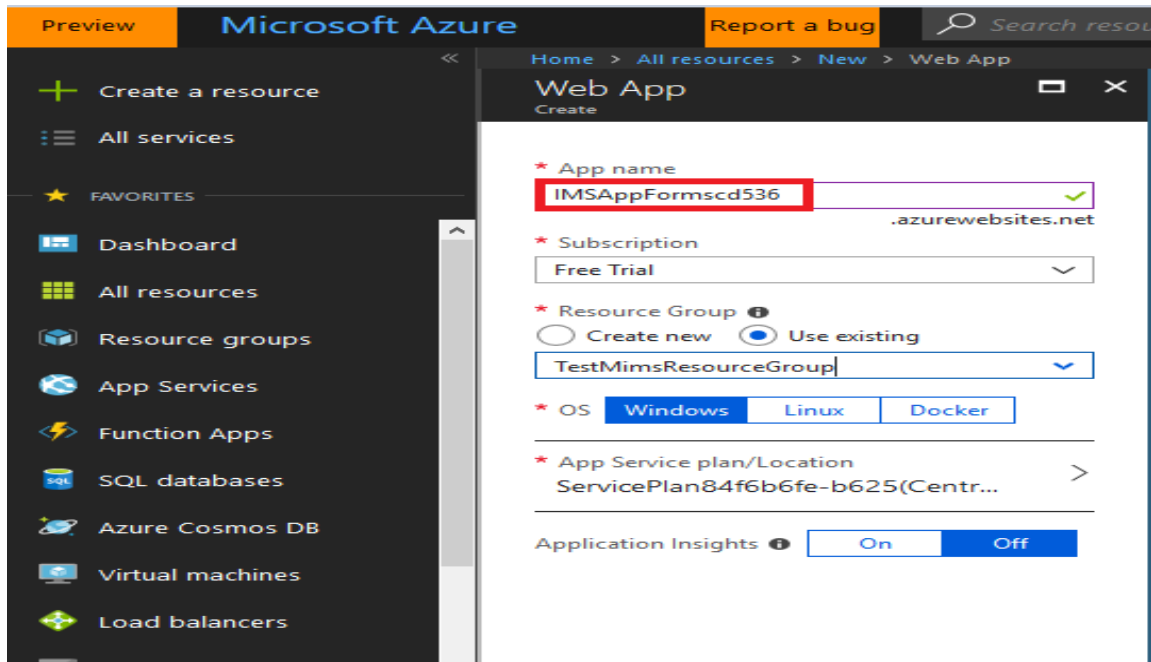 Preview
Microsoft Azure
Report a bug
Search resou
Home > All resources > New > Web App
«
Create a resource
All services
FAVORITES
Dashboard
All resources
Resource groups
App Services
Function Apps
SQL
SQL databases
Azure Cosmos DB
Virtual machines
Load balancers
Web App
Create
* App name
IMSAppFormscd536
.azurewebsites.net
* Subscription
Free Trial
* Resource Group
Create new Use existing
TestMimsResourceGroup
* OS Windows Linux Docker
* App Service plan/Location
ServicePlan84f6b6fe-b625(Centr...
Application Insights On Off